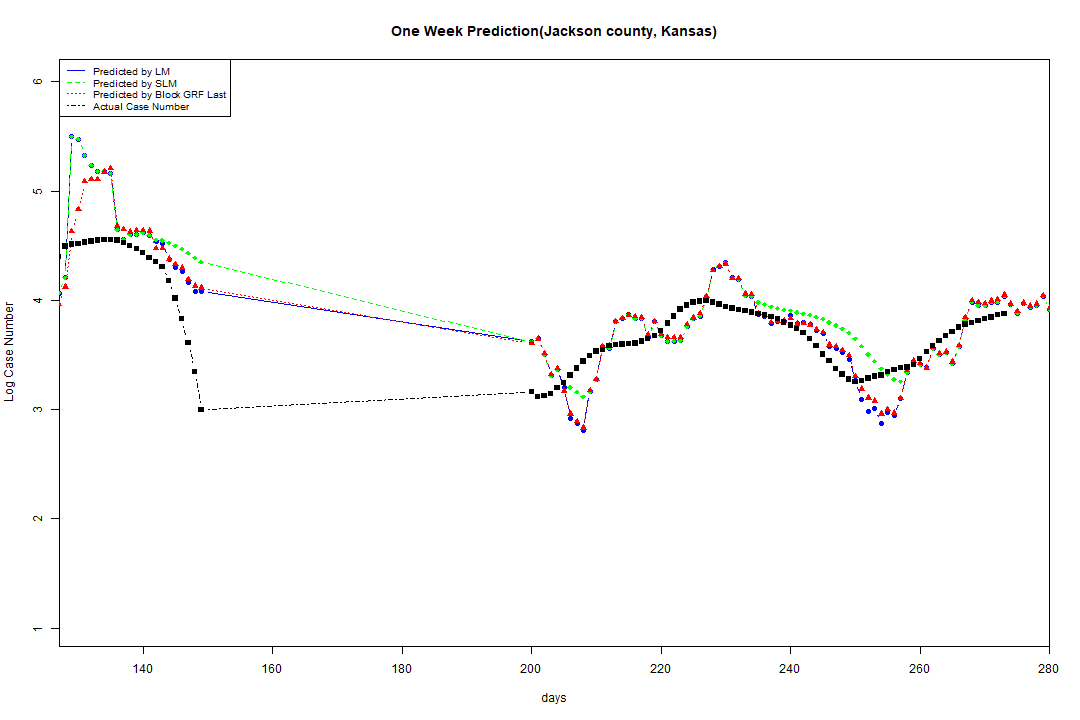 One Week Prediction(Jackson county, Kansas)
Predicted by LM
Predicted by SLM
Predicted by Block GRF Last
Actual Case Number
6
5
4
3
2
1
Log Case Number
140 160 180 200 220 240 260 280
days